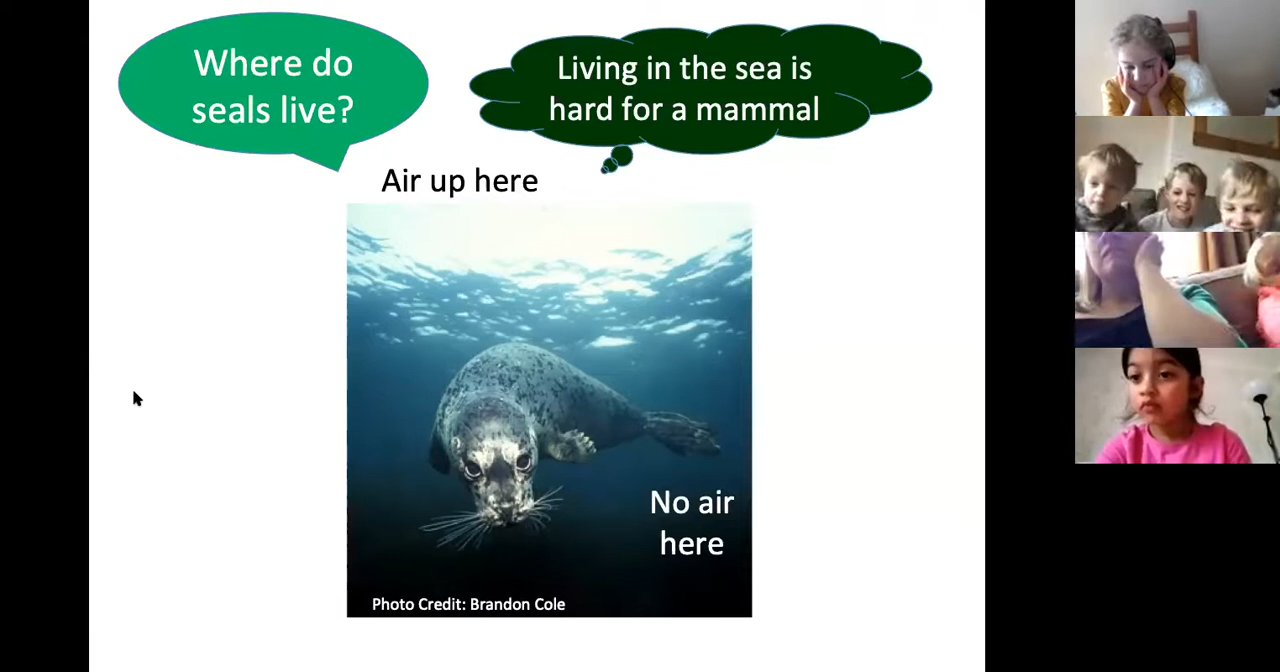 Where do
seals live?
Living in the sea is
hard for a mammal
Air up here
No air
here
Photo Credit: Brandon Cole